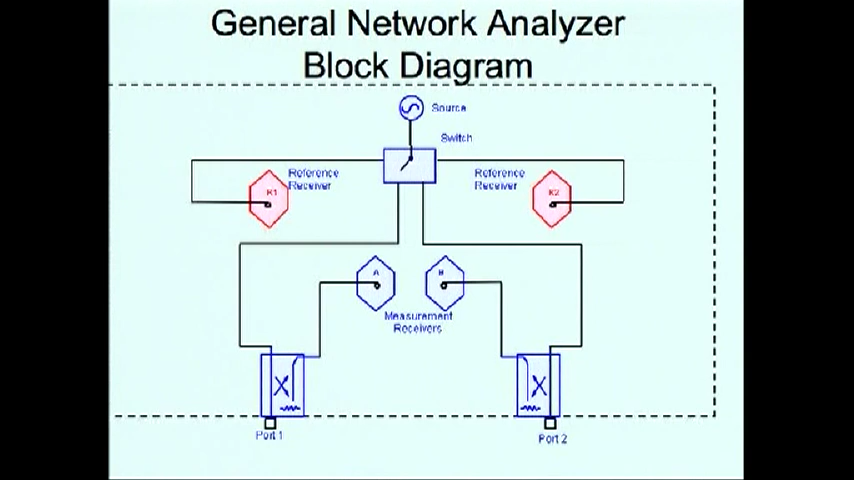 General Network Analyzer
Block Diagram
Source
Switch
Reference
Receiver
Reference
Receiver
R1
R2
A
B
Measurement
Receivers
Port 1
Port 2